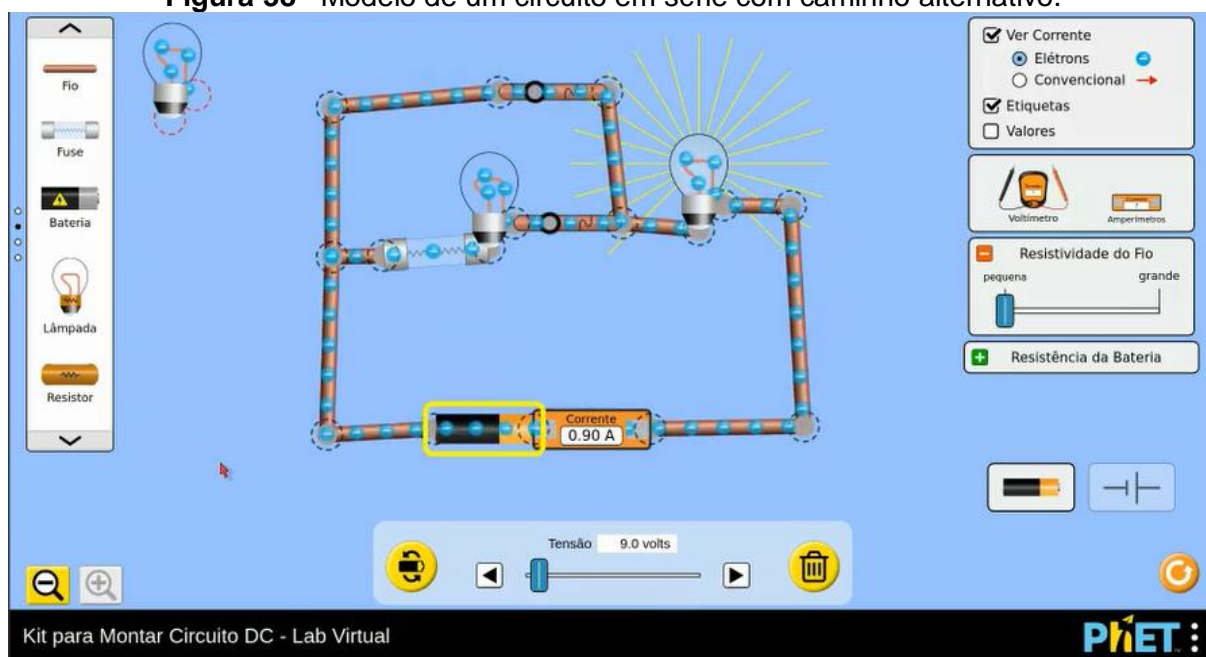 Figura 38 - Modelo de um circuito em série com caminho alternativo.
Fio
Fuse
Bateria
Lâmpada
Resistor
Corrente
0.90 A
Ver Corrente
Elétrons
Convencional
Etiquetas
Valores
Voltímetro
Amperímetros
Resistividade do Fio
pequena
grande
Resistência da Bateria
Tensão 9.0 volts
Kit para Montar Circuito DC - Lab Virtual
PhET